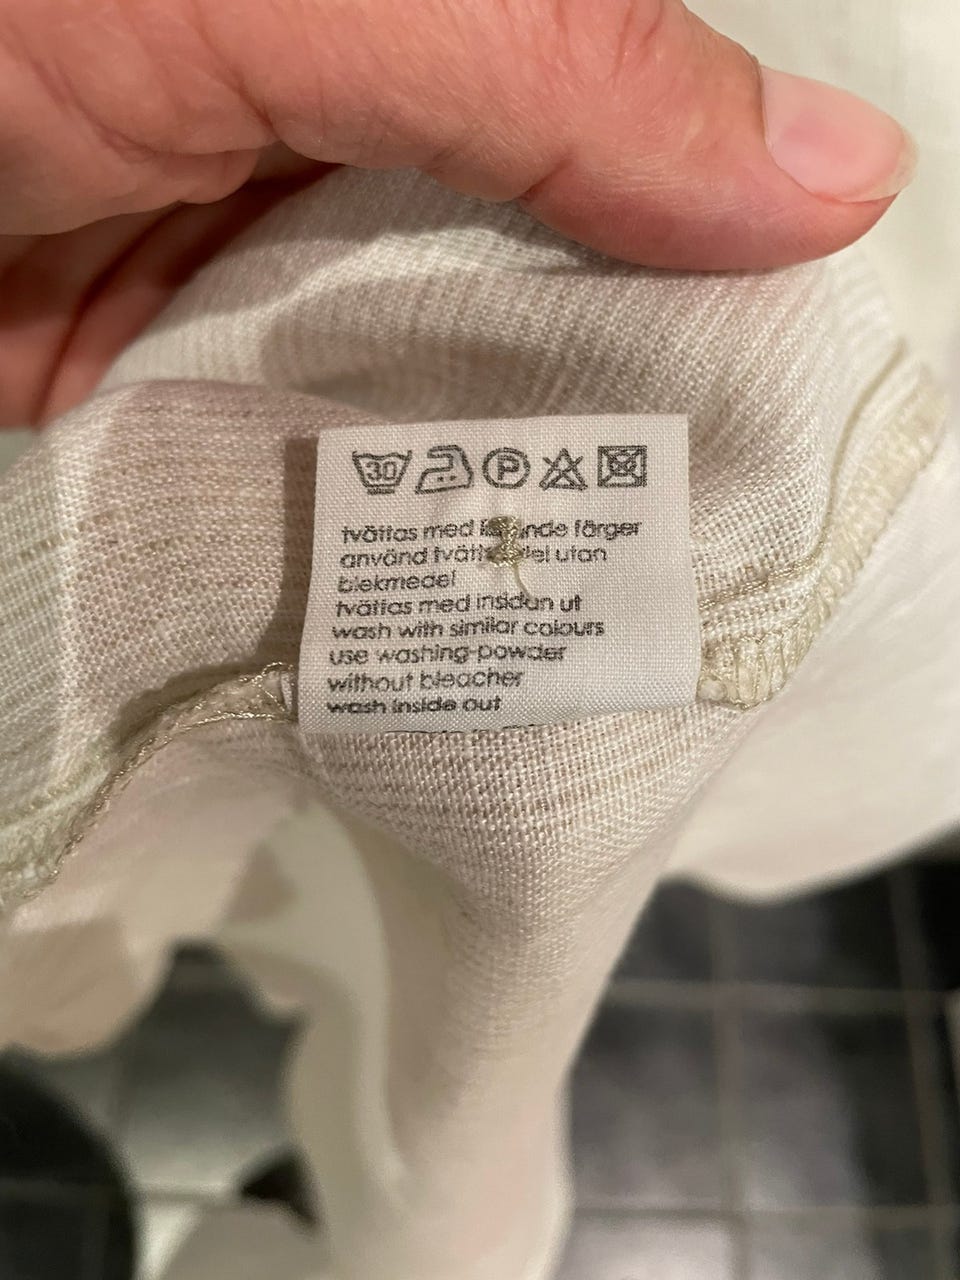 30 P
tvättas med färger
använd utan
blekmedel
tvättas med insidan ut
wash with similar colours
use washing-powder
without bleacher
wash inside out